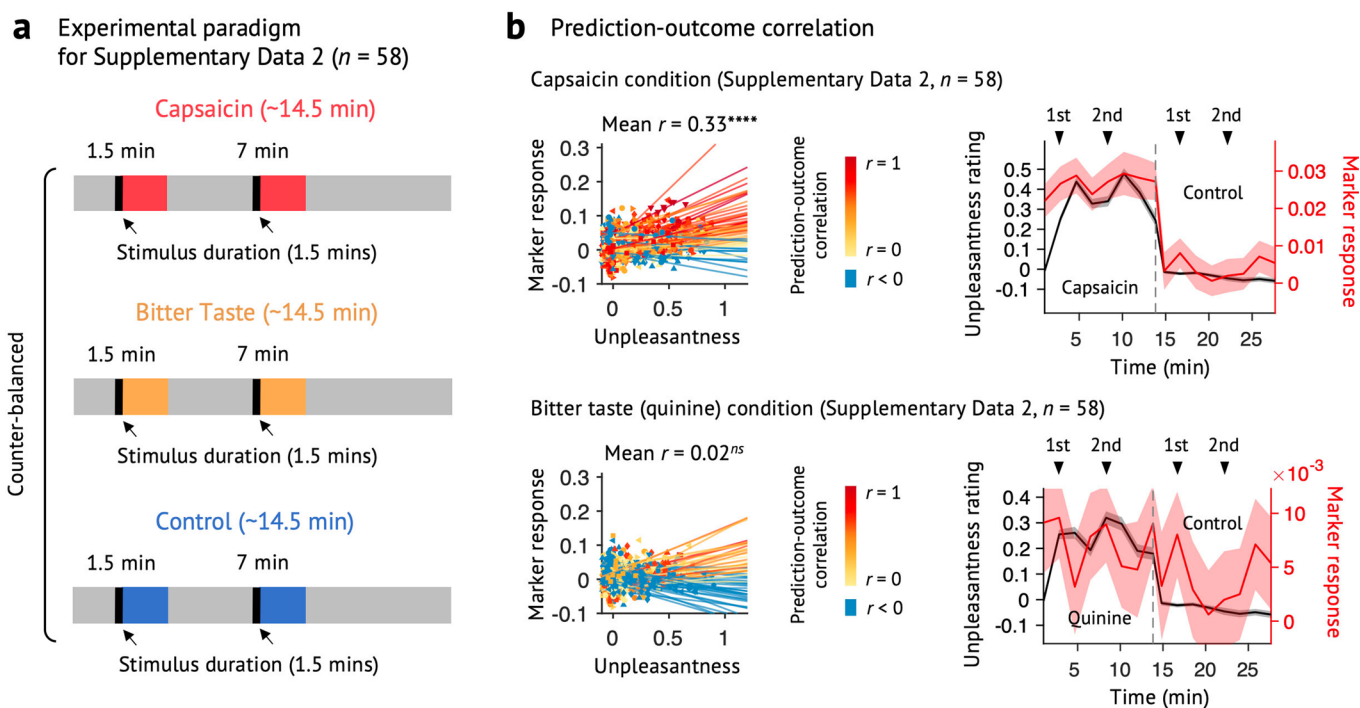 a Experimental paradigm
for Supplementary Data 2 (n = 58)
Capsaicin (~14.5 min)
1.5 min 7 min
Stimulus duration (1.5 mins)
Bitter Taste (~14.5 min)
1.5 min 7 min
Stimulus duration (1.5 mins)
Control (~14.5 min)
1.5 min 7 min
Stimulus duration (1.5 mins)
Counter-balanced
b Prediction-outcome correlation
Capsaicin condition (Supplementary Data 2, n = 58)
Mean r = 0.33****
Marker response
0.3
0.2
0.1
0
-0.1
0 0.5 1
Unpleasantness
Prediction-outcome
correlation
r = 1
r = 0
r < 0
1st 2nd 1st 2nd
Unpleasantness rating
0.5
0.4
0.3
0.2
0.1
0
-0.1
Capsaicin
Control
0.03
0.02
0.01
0
Marker response
5 10 15 20 25
Time (min)
Bitter taste (quinine) condition (Supplementary Data 2, n = 58)
Mean r = 0.02ns
Marker response
0.3
0.2
0.1
0
-0.1
0 0.5 1
Unpleasantness
Prediction-outcome
correlation
r = 1
r = 0
r < 0
1st 2nd 1st 2nd
Unpleasantness rating
0.4
0.3
0.2
0.1
0
-0.1
Quinine
Control
×10-3
10
5
0
Marker response
5 10 15 20 25
Time (min)